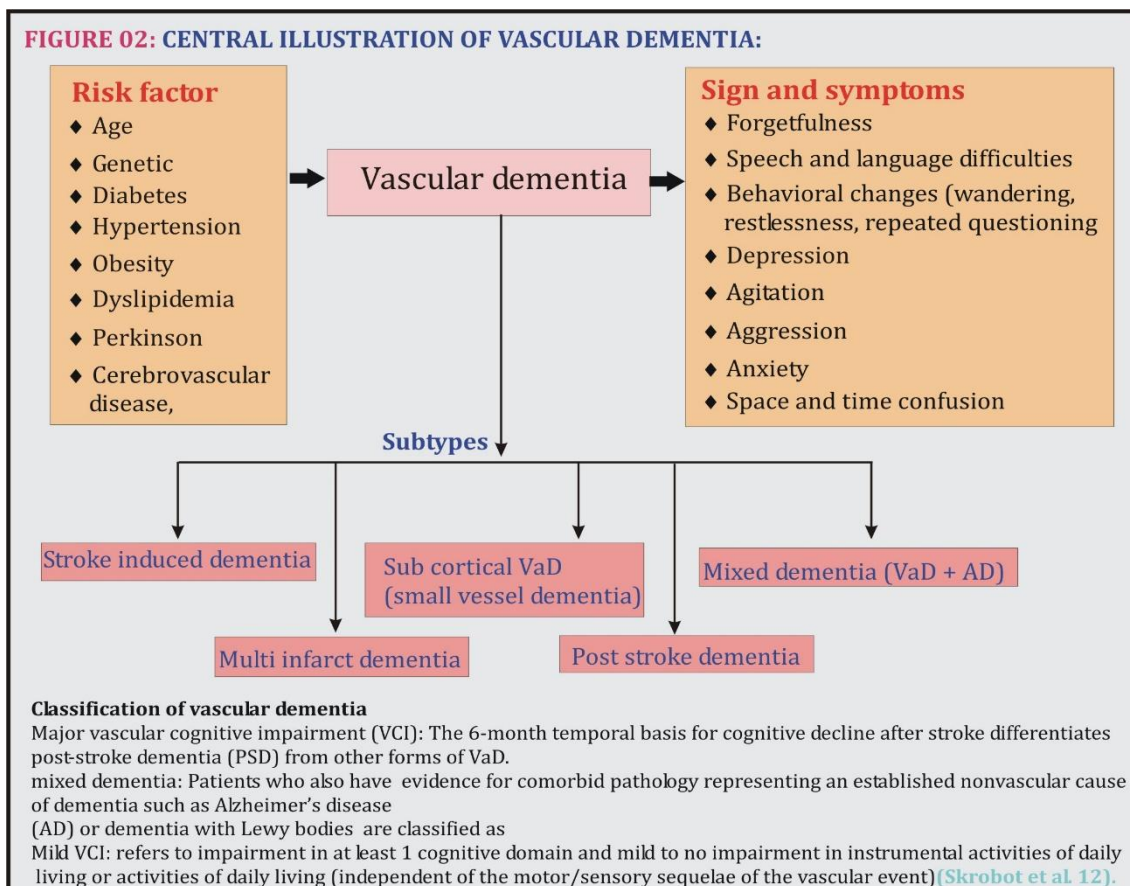 FIGURE 02: CENTRAL ILLUSTRATION OF VASCULAR DEMENTIA:
Risk factor
♦ Age
♦ Genetic
♦ Diabetes
♦ Hypertension
♦ Obesity
♦ Dyslipidemia
♦ Perkinson
♦ Cerebrovascular
disease,
Vascular dementia
Sign and symptoms
♦ Forgetfulness
♦ Speech and language difficulties
♦ Behavioral changes (wandering,
restlessness, repeated questioning
♦ Depression
♦ Agitation
♦ Aggression
♦ Anxiety
♦ Space and time confusion
Subtypes
Stroke induced dementia
Multi infarct dementia
Sub cortical VaD
(small vessel dementia)
Post stroke dementia
Mixed dementia (VaD + AD)
Classification of vascular dementia
Major vascular cognitive impairment (VCI): The 6-month temporal basis for cognitive decline after stroke differentiates
post-stroke dementia (PSD) from other forms of VaD.
mixed dementia: Patients who also have evidence for comorbid pathology representing an established nonvascular cause
of dementia such as Alzheimer's disease
(AD) or dementia with Lewy bodies are classified as
Mild VCI: refers to impairment in at least 1 cognitive domain and mild to no impairment in instrumental activities of daily
living or activities of daily living (independent of the motor/sensory sequelae of the vascular event)(Skrobot et al. 12).